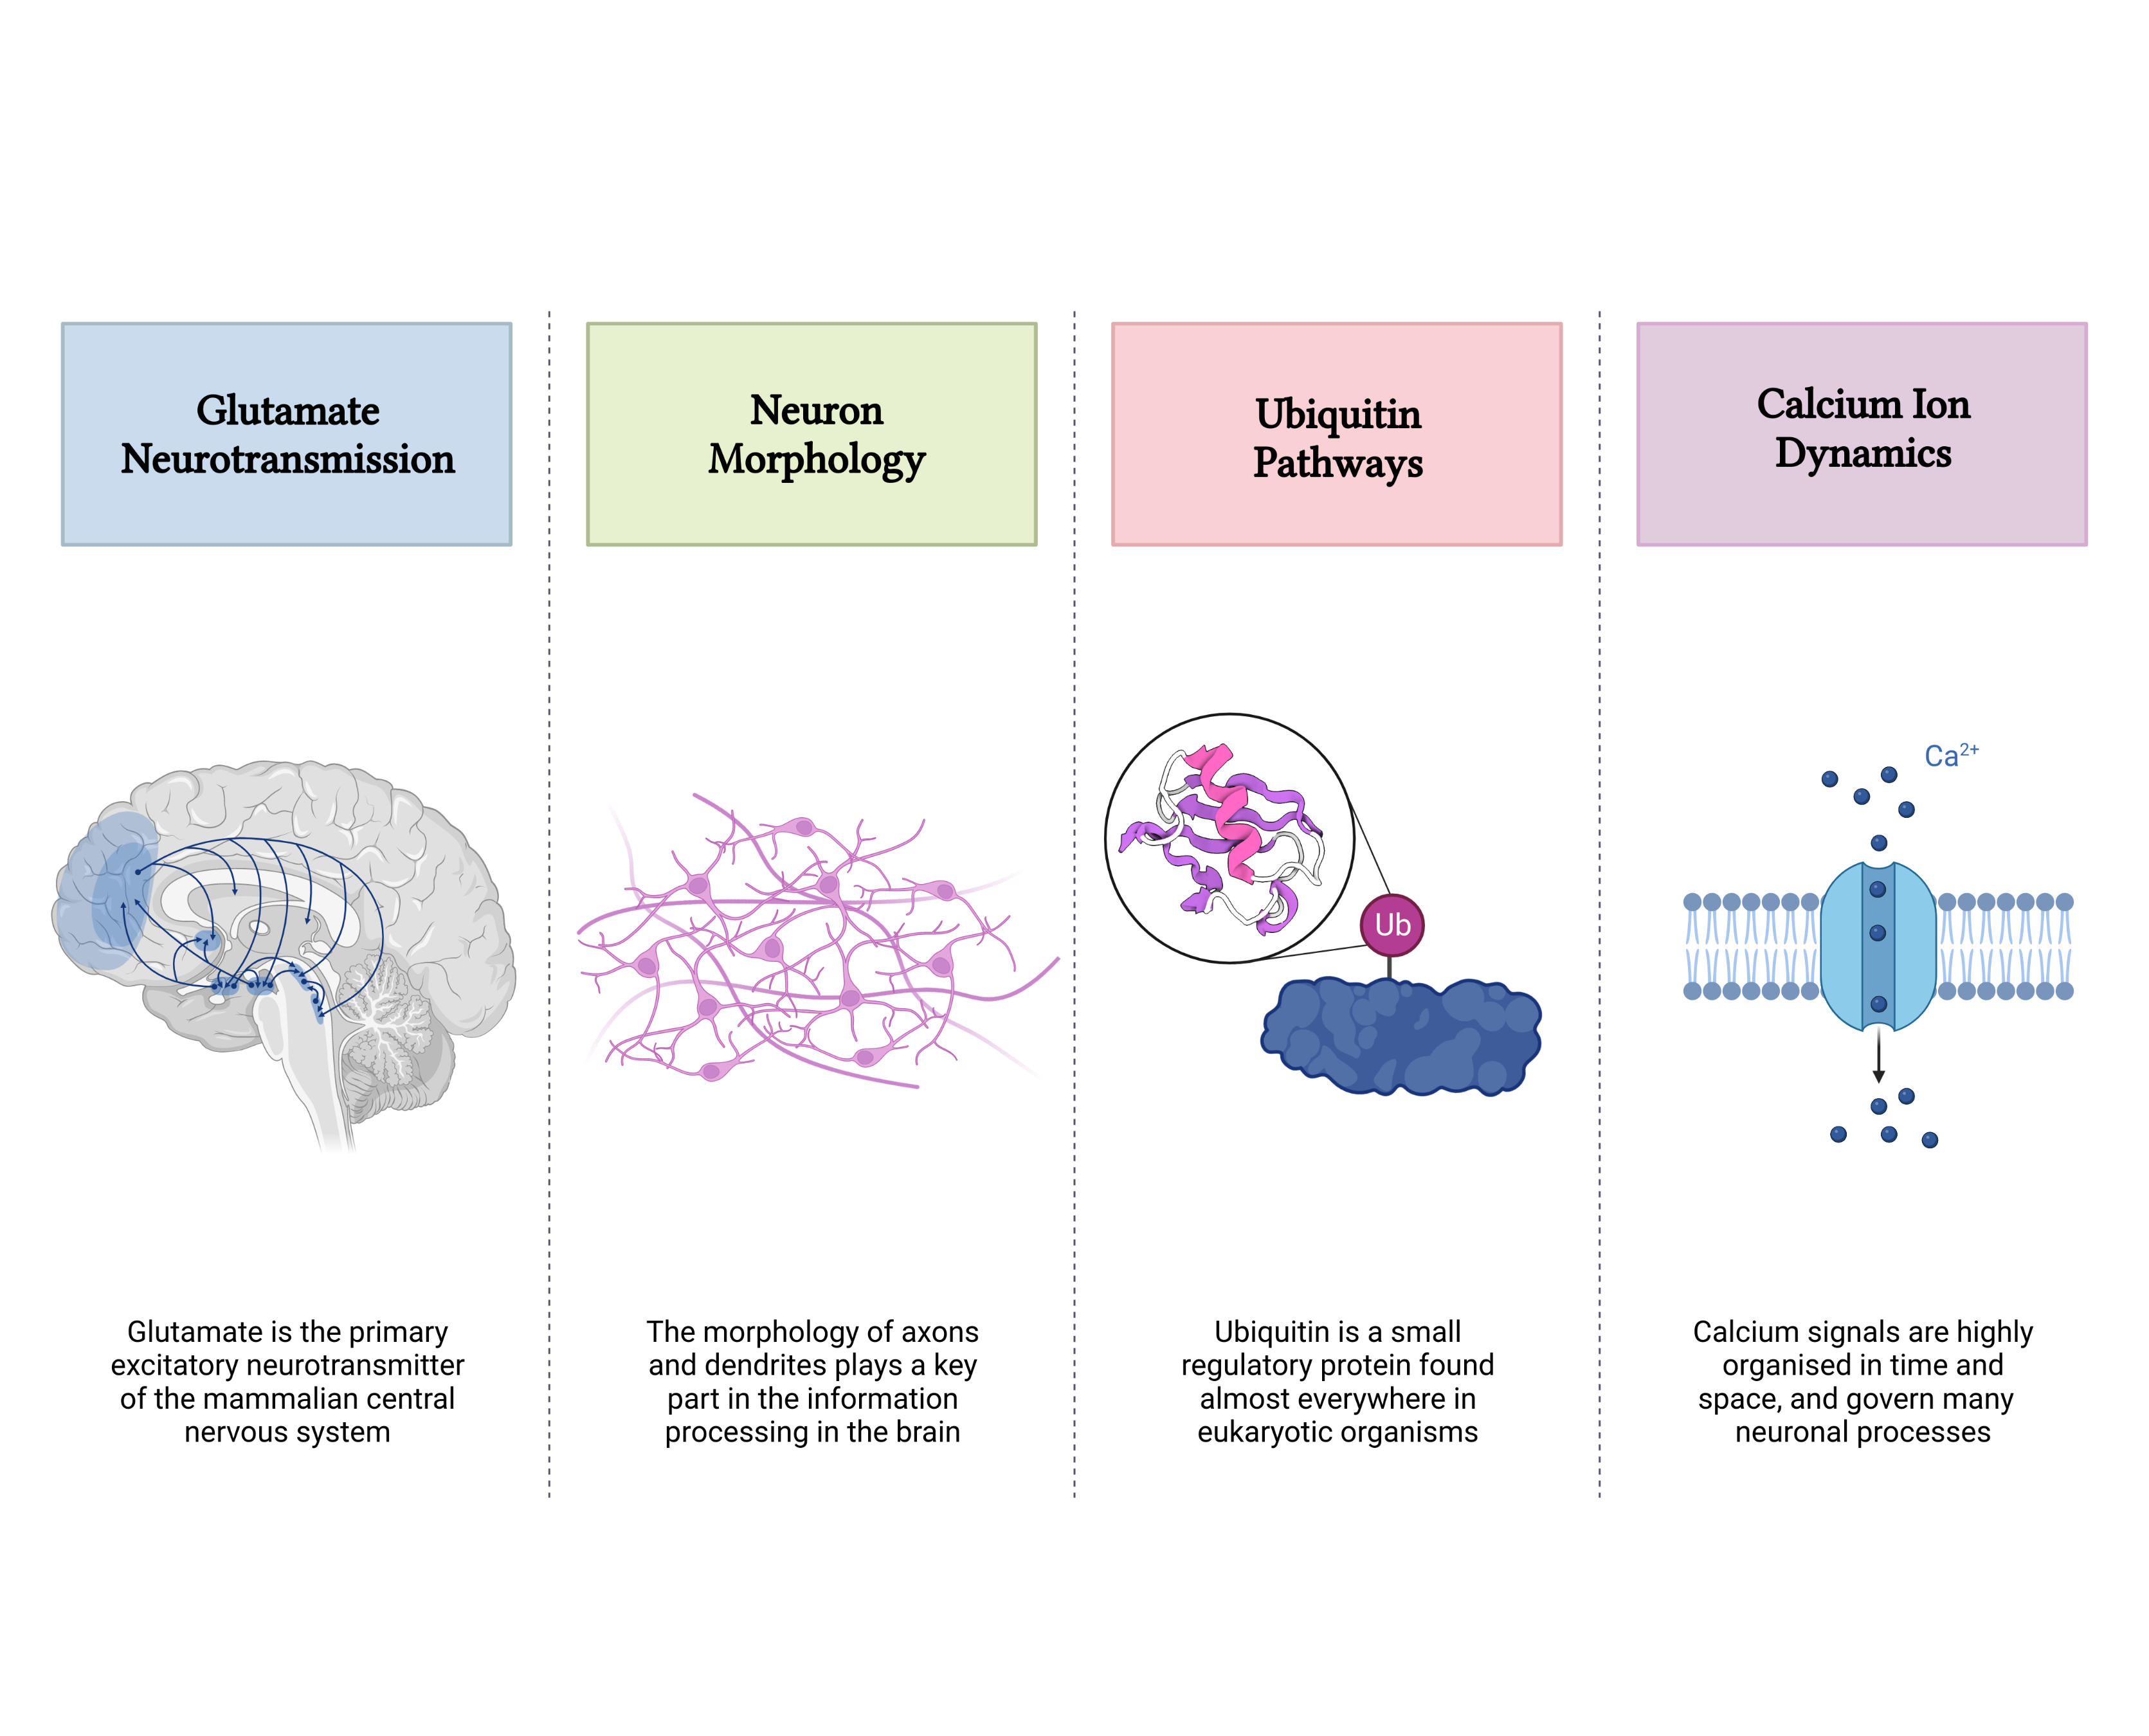 Glutamate
Neurotransmission
Neuron
Morphology
Ubiquitin
Pathways
Calcium Ion
Dynamics
Ub
Ca²⁺
Glutamate is the primary
excitatory neurotransmitter
of the mammalian central
nervous system
The morphology of axons
and dendrites plays a key
part in the information
processing in the brain
Ubiquitin is a small
regulatory protein found
almost everywhere in
eukaryotic organisms
Calcium signals are highly
organised in time and
space, and govern many
neuronal processes